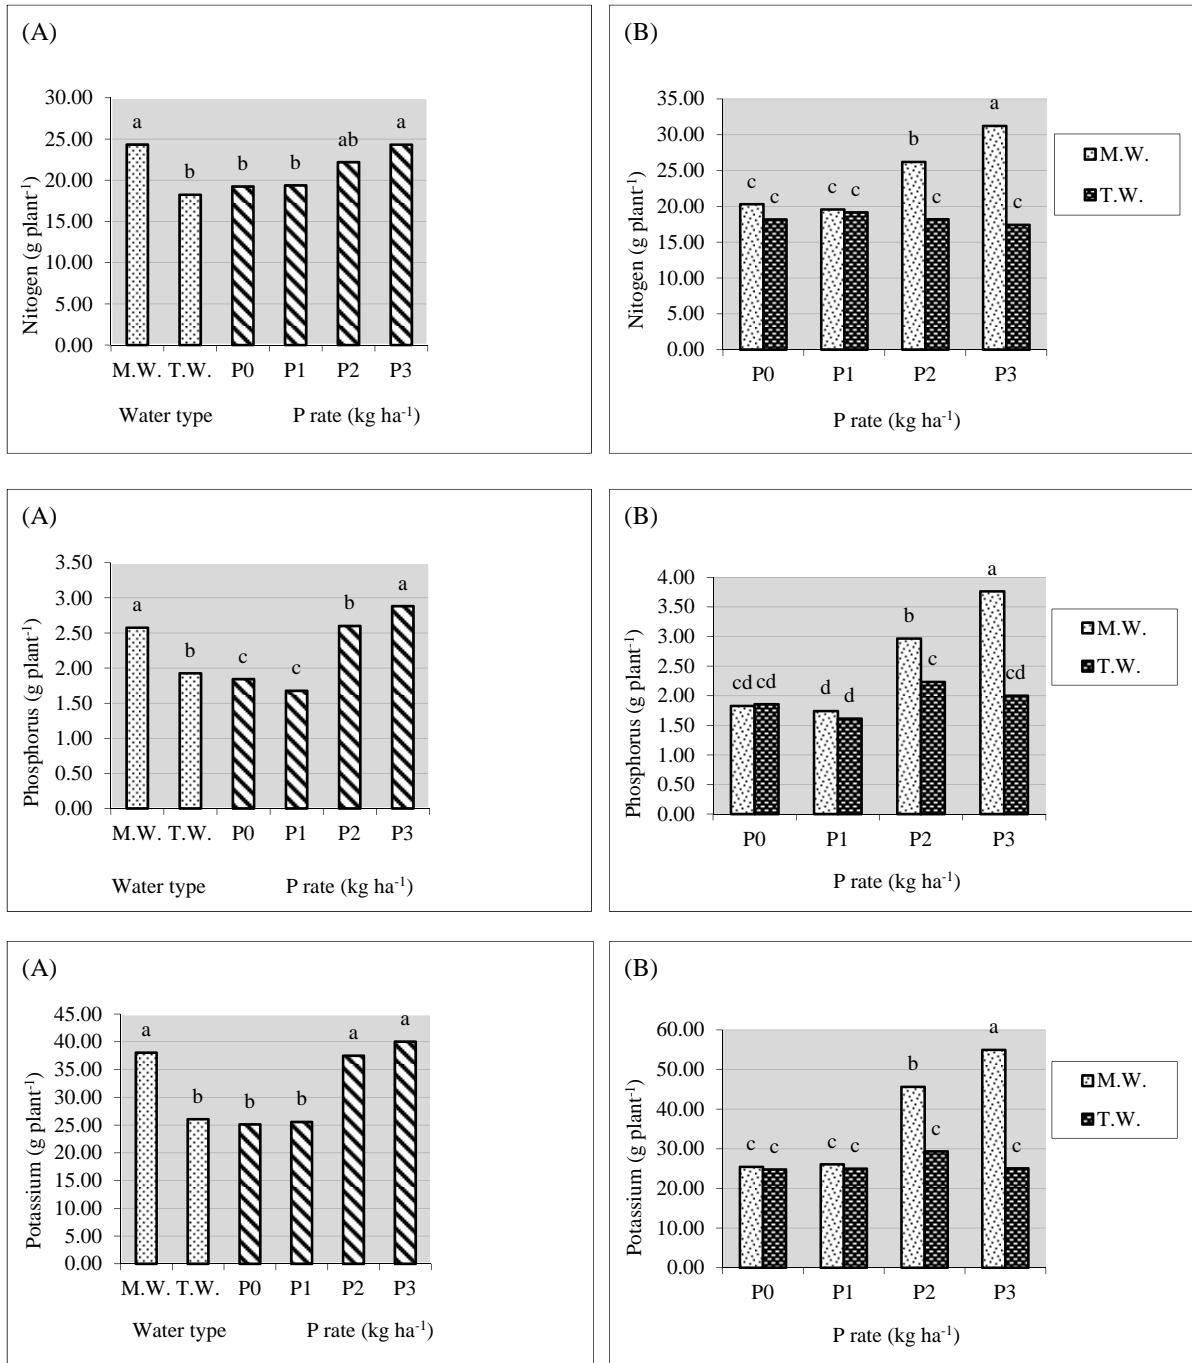 (A)
30.00
25.00
20.00
15.00
10.00
5.00
0.00
Nitogen (g plant-1)
a
b
b
b
ab
a
M.W. T.W. P0 P1 P2 P3
Water type P rate (kg ha-1)
(B)
35.00
30.00
25.00
20.00
15.00
10.00
5.00
0.00
Nitogen (g plant-1)
c c c c b c a c
P0 P1 P2 P3
P rate (kg ha-1)
M.W.
T.W.
(A)
3.50
3.00
2.50
2.00
1.50
1.00
0.50
0.00
Phosphorus (g plant-1)
a b c c b a
M.W. T.W. P0 P1 P2 P3
Water type P rate (kg ha-1)
(B)
4.00
3.50
3.00
2.50
2.00
1.50
1.00
0.50
0.00
Phosphorus (g plant-1)
cd cd d d b c a cd
P0 P1 P2 P3
P rate (kg ha-1)
M.W.
T.W.
(A)
45.00
40.00
35.00
30.00
25.00
20.00
15.00
10.00
5.00
0.00
Potassium (g plant-1)
a b b b a a
M.W. T.W. P0 P1 P2 P3
Water type P rate (kg ha-1)
(B)
60.00
50.00
40.00
30.00
20.00
10.00
0.00
Potassium (g plant-1)
c c c c b c a c
P0 P1 P2 P3
P rate (kg ha-1)
M.W.
T.W.